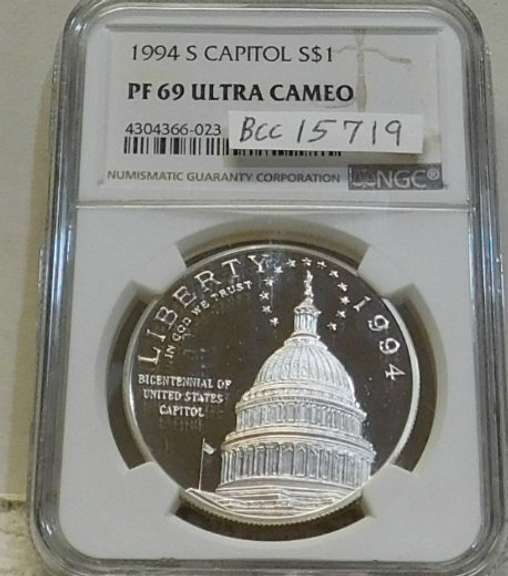 1994 S CAPITOL S$1
PF 69 ULTRA CAMEO
4304366-023
BCC 15719
NUMISMATIC GUARANTY CORPORATION NGC®
LIBERTY 1994
IN GOD WE TRUST
BICENTENNIAL OF
UNITED STATES
CAPITOL